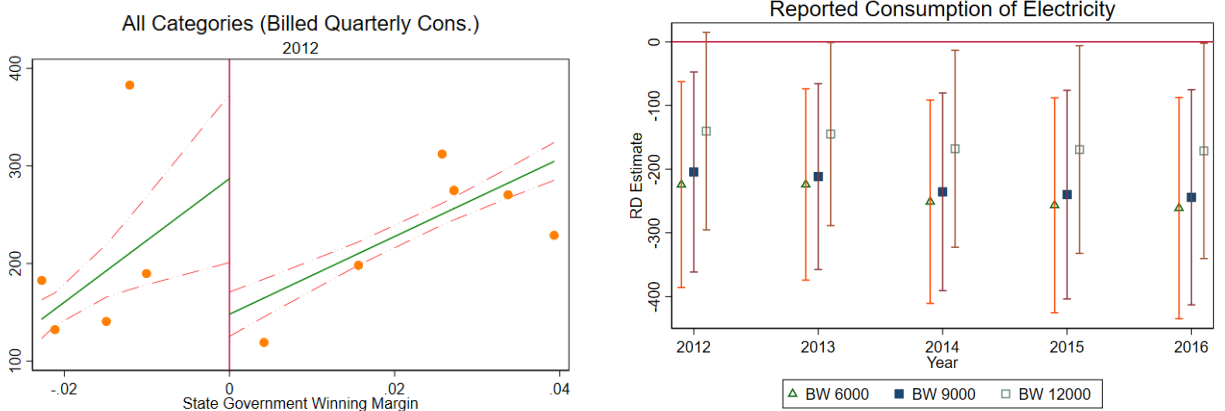 All Categories (Billed Quarterly Cons.)
2012
400
300
200
100
-.02
0
.02
.04
State Government Winning Margin
Reported Consumption of Electricity
RD Estimate
0
-100
-200
-300
-400
2012
2013
2014
2015
2016
Year
BW 6000
BW 9000
BW 12000